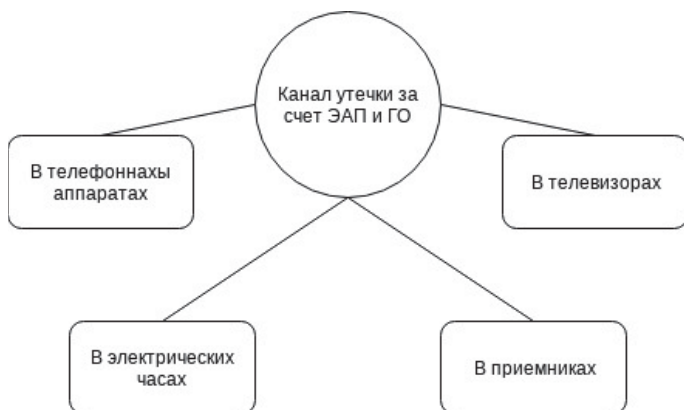 Канал утечки за
счет ЭАП и ГО
В телефоннахы
аппаратах
В телевизорах
В электрических
часах
В приемниках